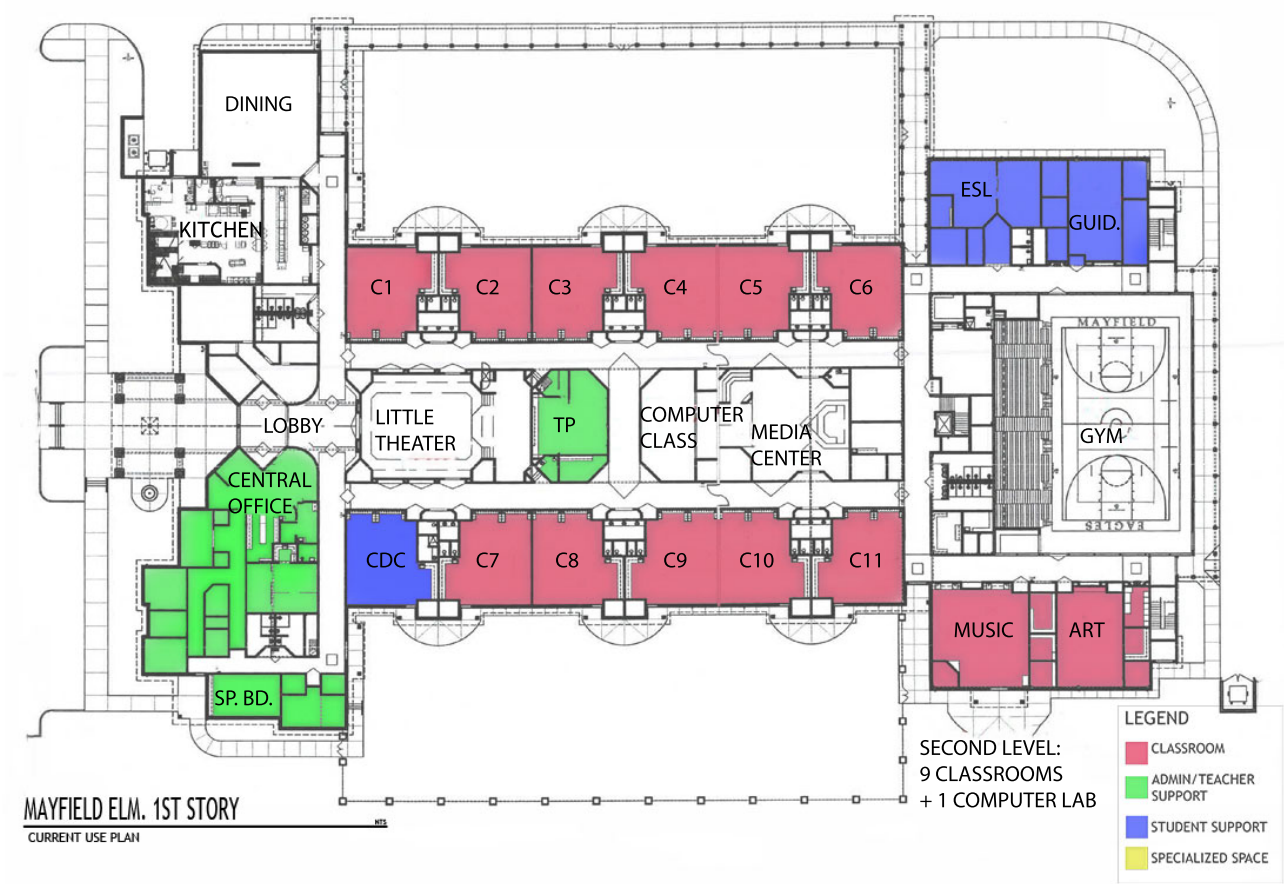 DINING
KITCHEN
ESL
GUID.
C1
C2
C3
C4
C5
C6
MAYFIELD
LOBBY
LITTLE
THEATER
TP
COMPUTER
CLASS
MEDIA
CENTER
GYM
EAGLES
CENTRAL
OFFICE
CDC
C7
C8
C9
C10
C11
MUSIC
ART
SP. BD.
LEGEND
CLASSROOM
ADMIN/TEACHER
SUPPORT
STUDENT SUPPORT
SPECIALIZED SPACE
SECOND LEVEL:
9 CLASSROOMS
+ 1 COMPUTER LAB
MAYFIELD ELM. 1ST STORY
NTS
CURRENT USE PLAN